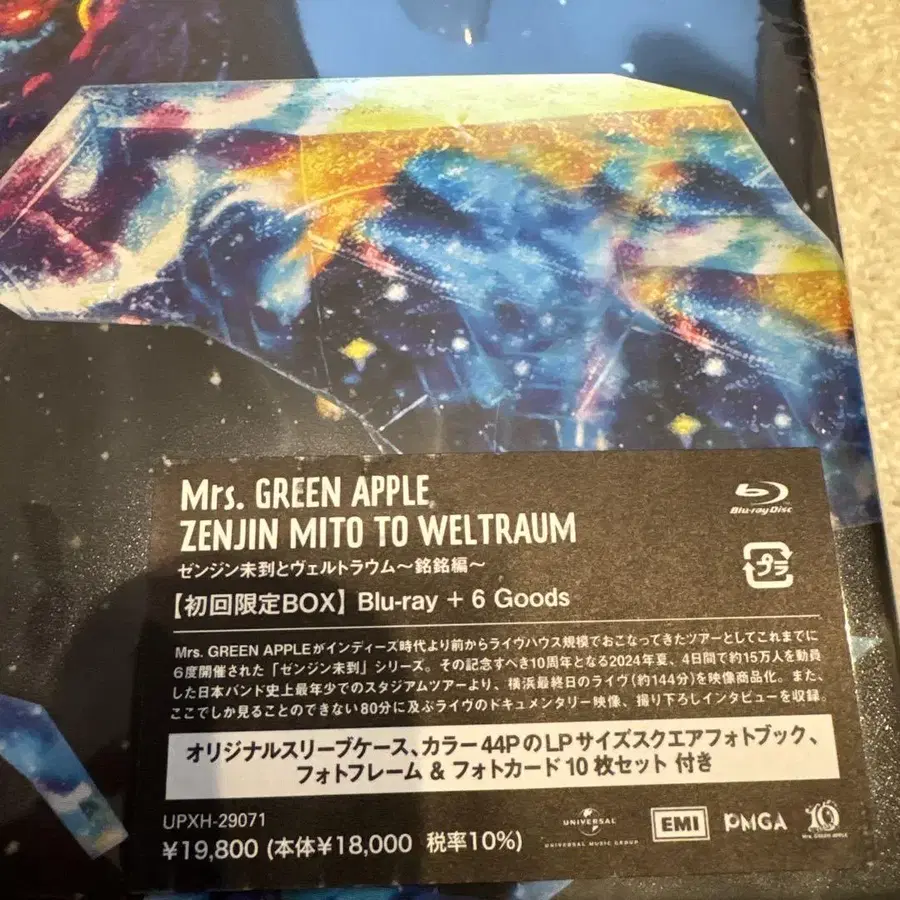 Mrs. GREEN APPLE
ZENJIN MITO TO WELTRAUM
ゼンジン未到とヴェルトラウム～銘銘編～
【初回限定BOX】 Blu-ray + 6 Goods
Blu-ray Disc
プラ
Mrs. GREEN APPLEがインディーズ時代より前からライヴハウス規模でおこなってきたツアーとしてこれまでに
6度開催された「ゼンジン未到」シリーズ。その記念すべき10周年となる2024年夏、4日間で約15万人を動員
した日本バンド史上最年少でのスタジアムツアーより、横浜最終日のライヴ(約144分)を映像商品化。また、
ここでしか見ることのできない80分に及ぶライヴのドキュメンタリー映像、撮り下ろしインタビューを収録。
オリジナルスリーブケース、カラー44PのLPサイズスクエアフォトブック、
フォトフレーム & フォトカード10枚セット 付き
UPXH-29071
¥19,800 (本体¥18,000 税率10%)
UNIVERSAL
UNIVERSAL MUSIC GROUP
EMI
PMGA
10
Mrs. GREEN APPLE